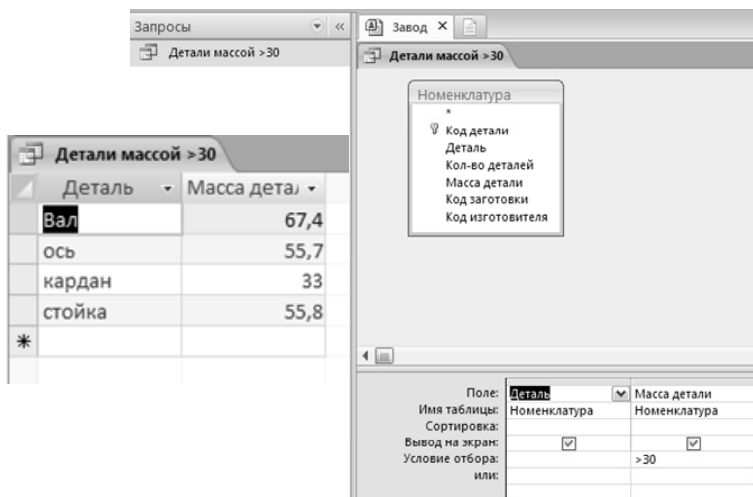 Запросы
Детали массой >30
Завод
Детали массой >30
Номенклатура
*
Код детали
Деталь
Кол-во деталей
Масса детали
Код заготовки
Код изготовителя
Детали массой >30
Деталь Масса детал
Вал 67,4
ось 55,7
кардан 33
стойка 55,8
Поле: Деталь Масса детали
Имя таблицы: Номенклатура Номенклатура
Сортировка:
Вывод на экран:
Условие отбора: >30
или: